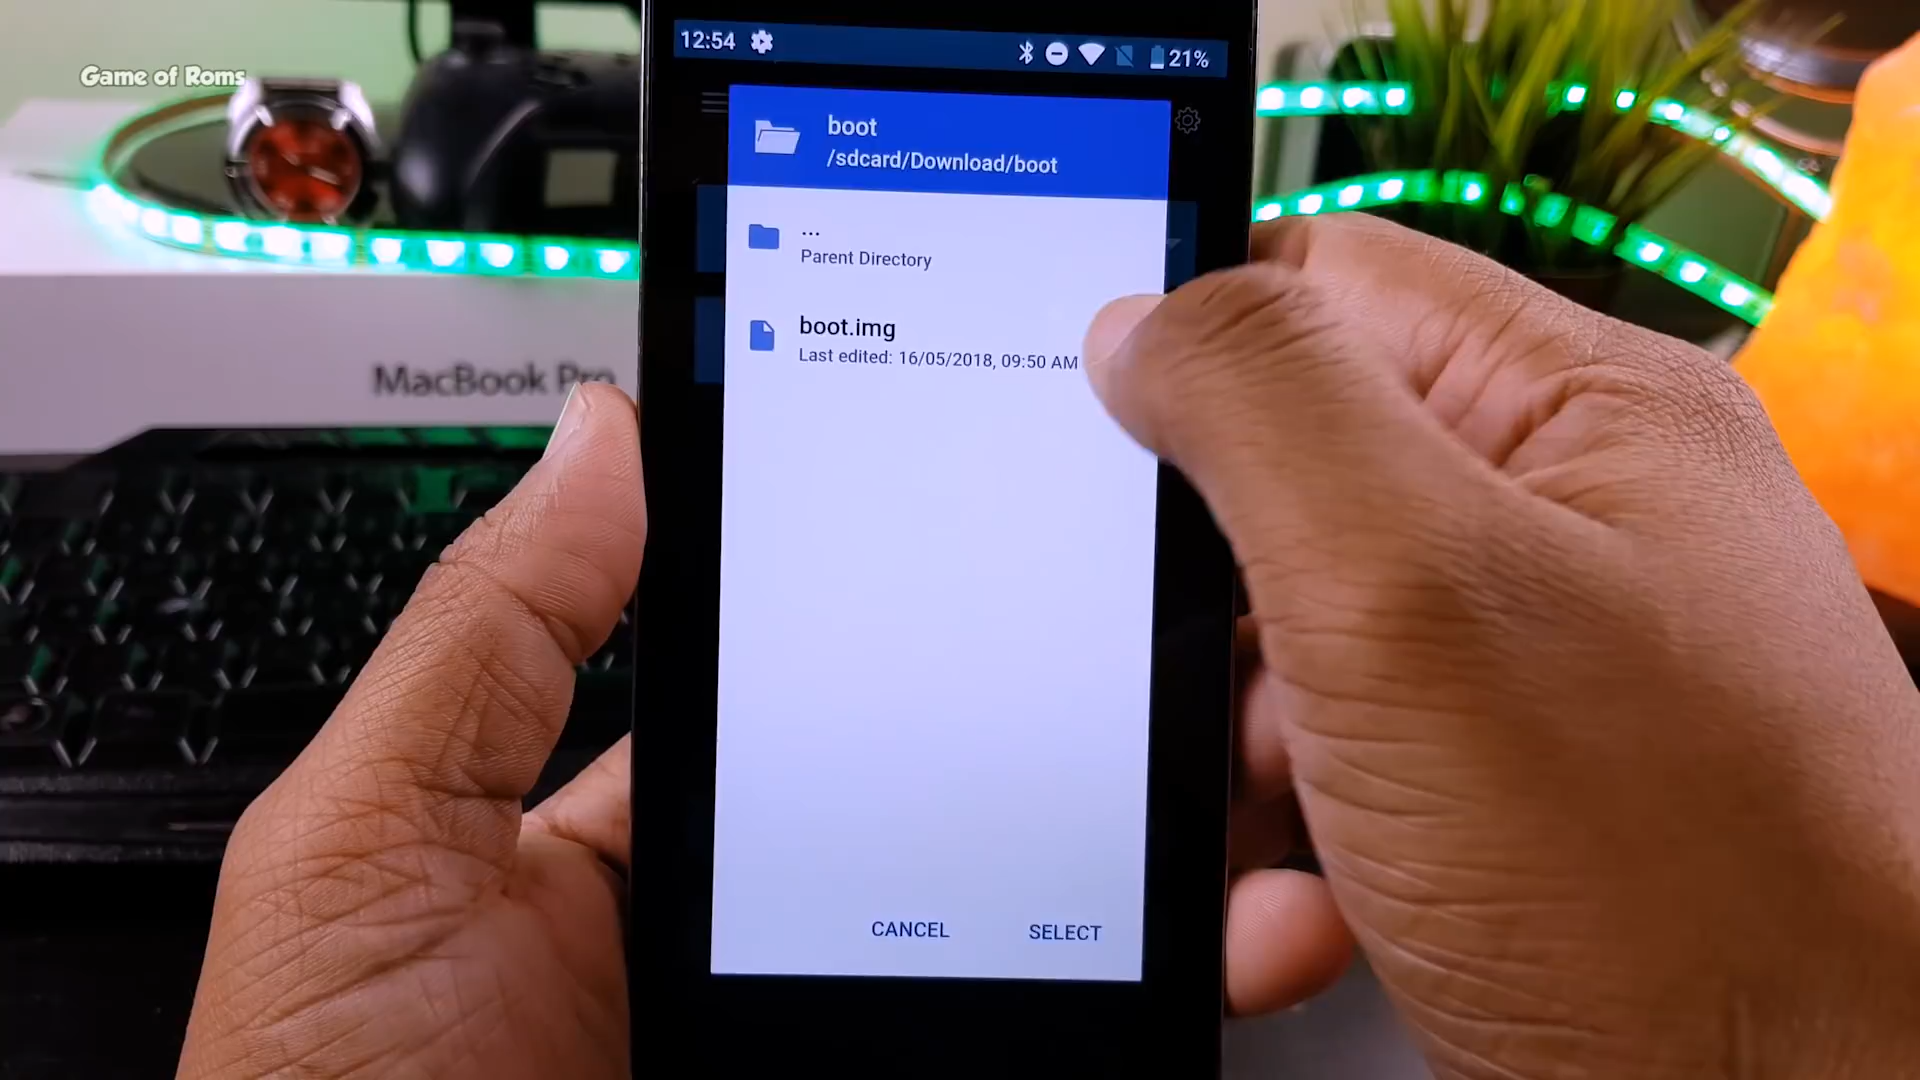 Game of Roms
12:54
21%
boot
/sdcard/Download/boot
...
Parent Directory
boot.img
Last edited: 16/05/2018, 09:50 AM
MacBook Pro
CANCEL
SELECT